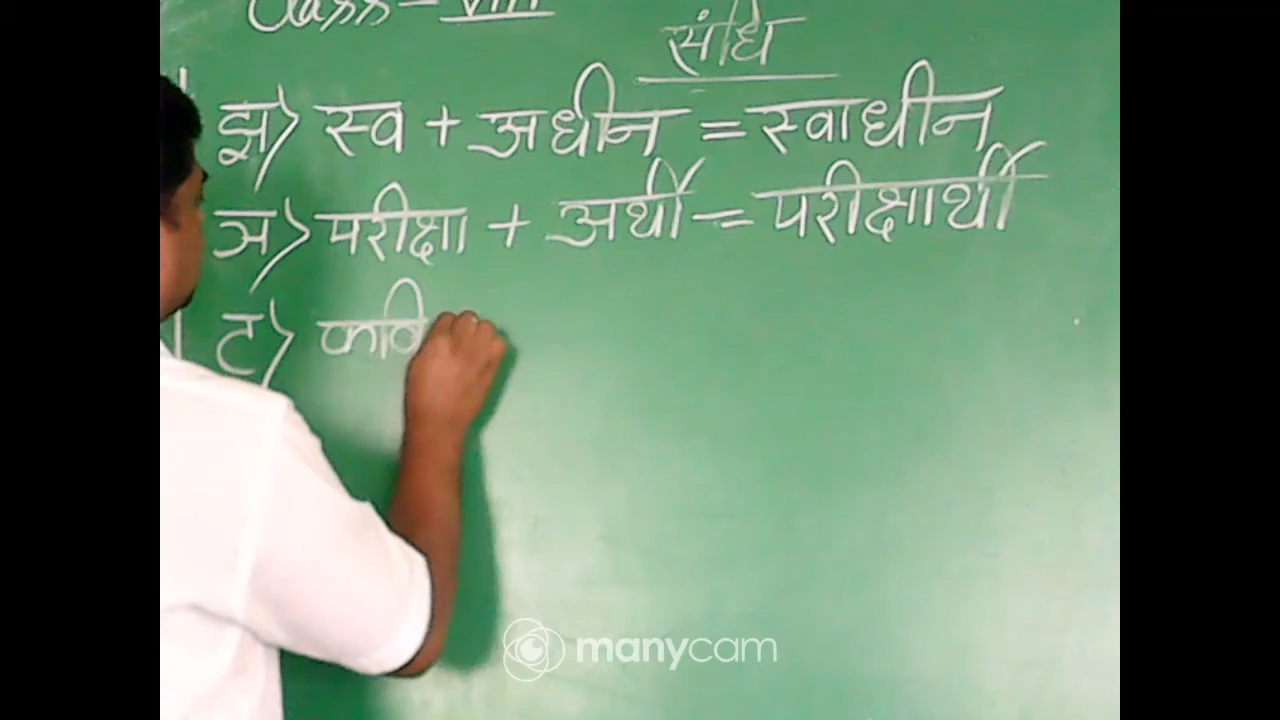 Class - VIII
संधि
झ> स्व + अधीन = स्वाधीन
ञ> परीक्षा + अर्थी = परीक्षार्थी
ट> कवि
manycam